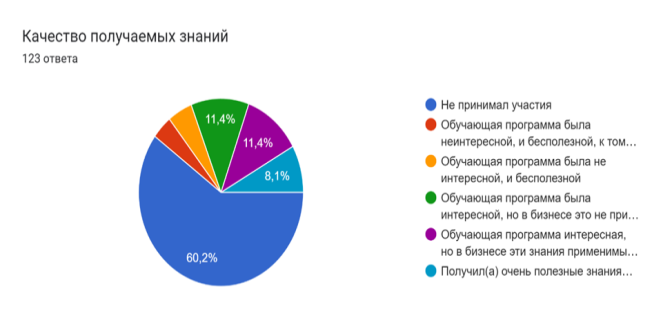 Качество получаемых знаний
123 ответа
11,4%
11,4%
8,1%
60,2%
Не принимал участия
Обучающая программа была
неинтересной, и бесполезной, к том…
Обучающая программа была не
интересной, и бесполезной
Обучающая программа была
интересной, но в бизнесе это не при…
Обучающая программа интересная,
но в бизнесе эти знания применимы…
Получил(а) очень полезные знания…